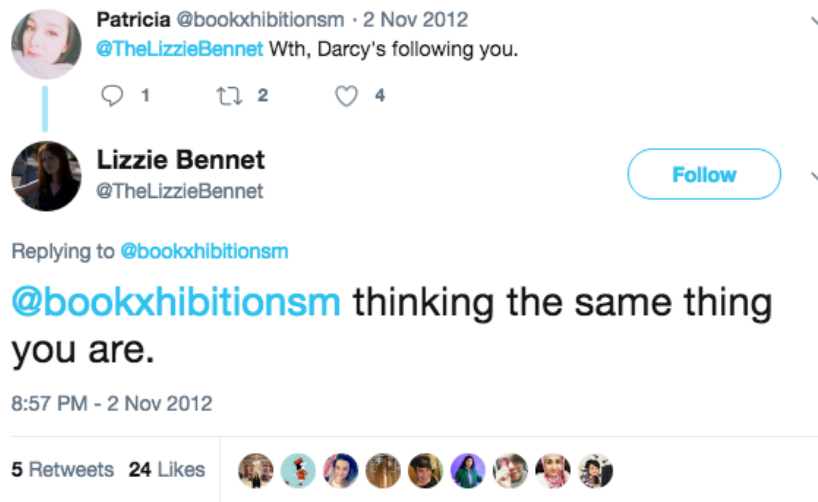 Patricia @bookxhibitionsm · 2 Nov 2012
@TheLizzieBennet Wth, Darcy's following you.
1 2 4
Lizzie Bennet
@TheLizzieBennet
Follow
Replying to @bookxhibitionsm
@bookxhibitionsm thinking the same thing
you are.
8:57 PM - 2 Nov 2012
5 Retweets 24 Likes